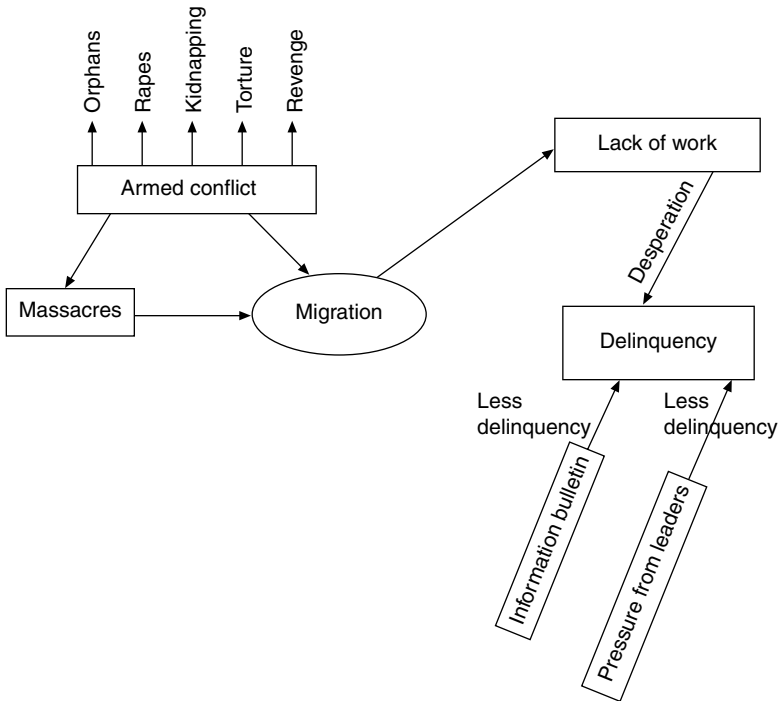 Orphans
Rapes
Kidnapping
Torture
Revenge
Armed conflict
Massacres
Migration
Lack of work
Desperation
Delinquency
Less
delinquency
Less
delinquency
Information bulletin
Pressure from leaders